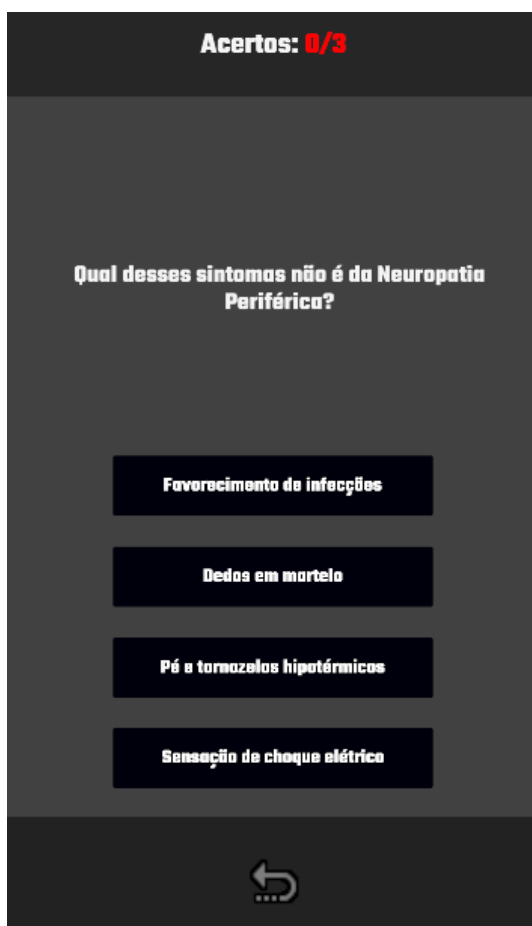 Acertos: 0/3
Qual desses sintomas não é da Neuropatia
Periférica?
Favorecimento de infecções
Dedos em martelo
Pé e tornozelos hipotérmicos
Sensação de choque elétrico